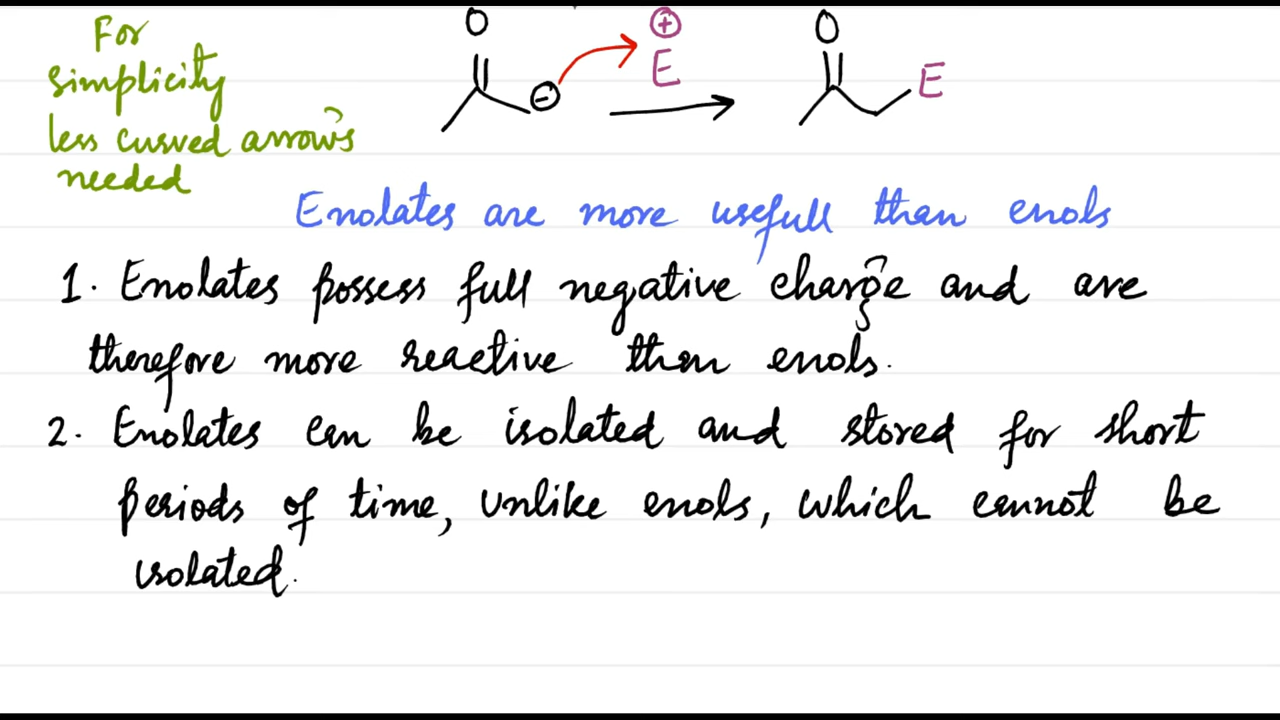 For
simplicity
less curved arrows
needed
O
⊖
⊕
E
O
E
Enolates are more usefull than enols
1. Enolates possess full negative charge and are
therefore more reactive then enols.
2. Enolates can be isolated and stored for short
periods of time, unlike enols, which cannot be
isolated.